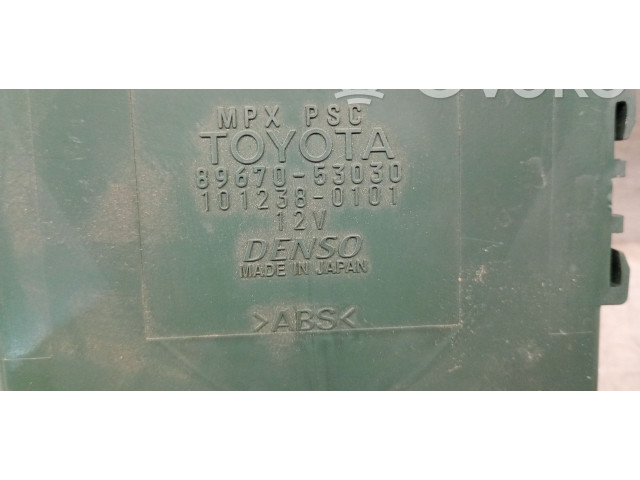 MPX PSC
TOYOTA
89670-53030
101238-0101
12V
DENSO
MADE IN JAPAN
>ABS<